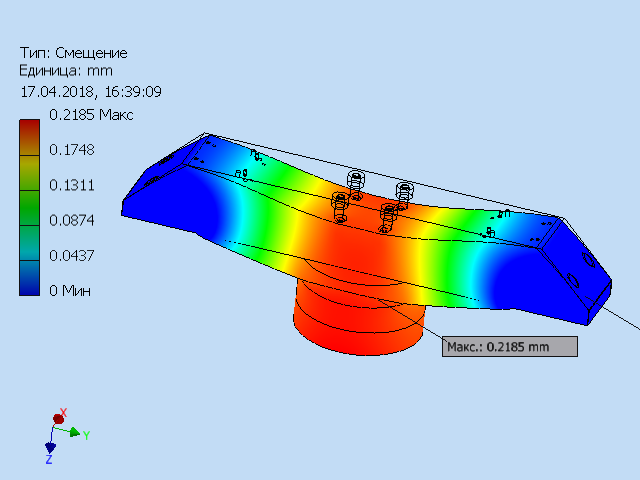 Тип: Смещение
Единица: mm
17.04.2018, 16:39:09
0.2185 Макс
0.1748
0.1311
0.0874
0.0437
0 Мин
Макс.: 0.2185 mm
X
Y
Z